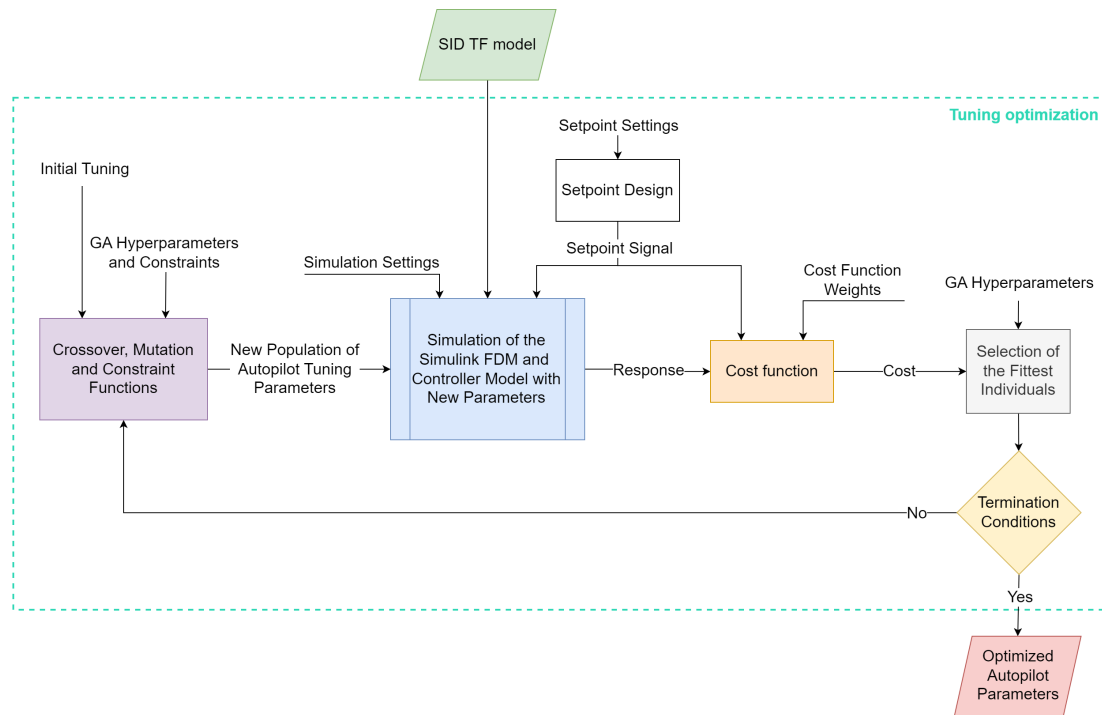 SID TF model
Tuning optimization
Setpoint Settings
Initial Tuning
Setpoint Design
GA Hyperparameters
and Constraints
Setpoint Signal
Simulation Settings
Cost Function
Weights
GA Hyperparameters
Crossover, Mutation
and Constraint
Functions
New Population of
Autopilot Tuning
Parameters
Simulation of the
Simulink FDM and
Controller Model with
New Parameters
Response
Cost function
Cost
Selection of
the Fittest
Individuals
Termination
Conditions
No
Yes
Optimized
Autopilot
Parameters